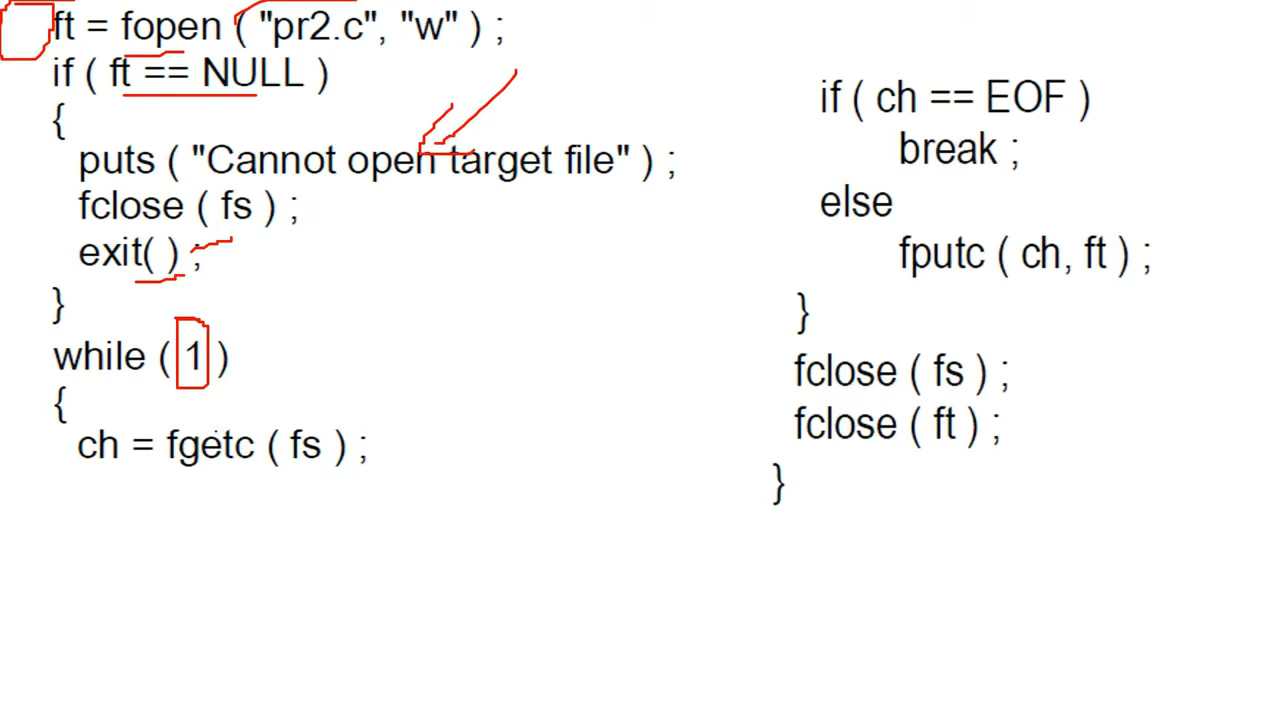 ft = fopen ( "pr2.c", "w" ) ;
if ( ft == NULL )
{
puts ( "Cannot open target file" ) ;
fclose ( fs ) ;
exit( ) ;
}
while ( 1 )
{
ch = fgetc ( fs ) ;
if ( ch == EOF )
break ;
else
fputc ( ch, ft ) ;
}
fclose ( fs ) ;
fclose ( ft ) ;
}